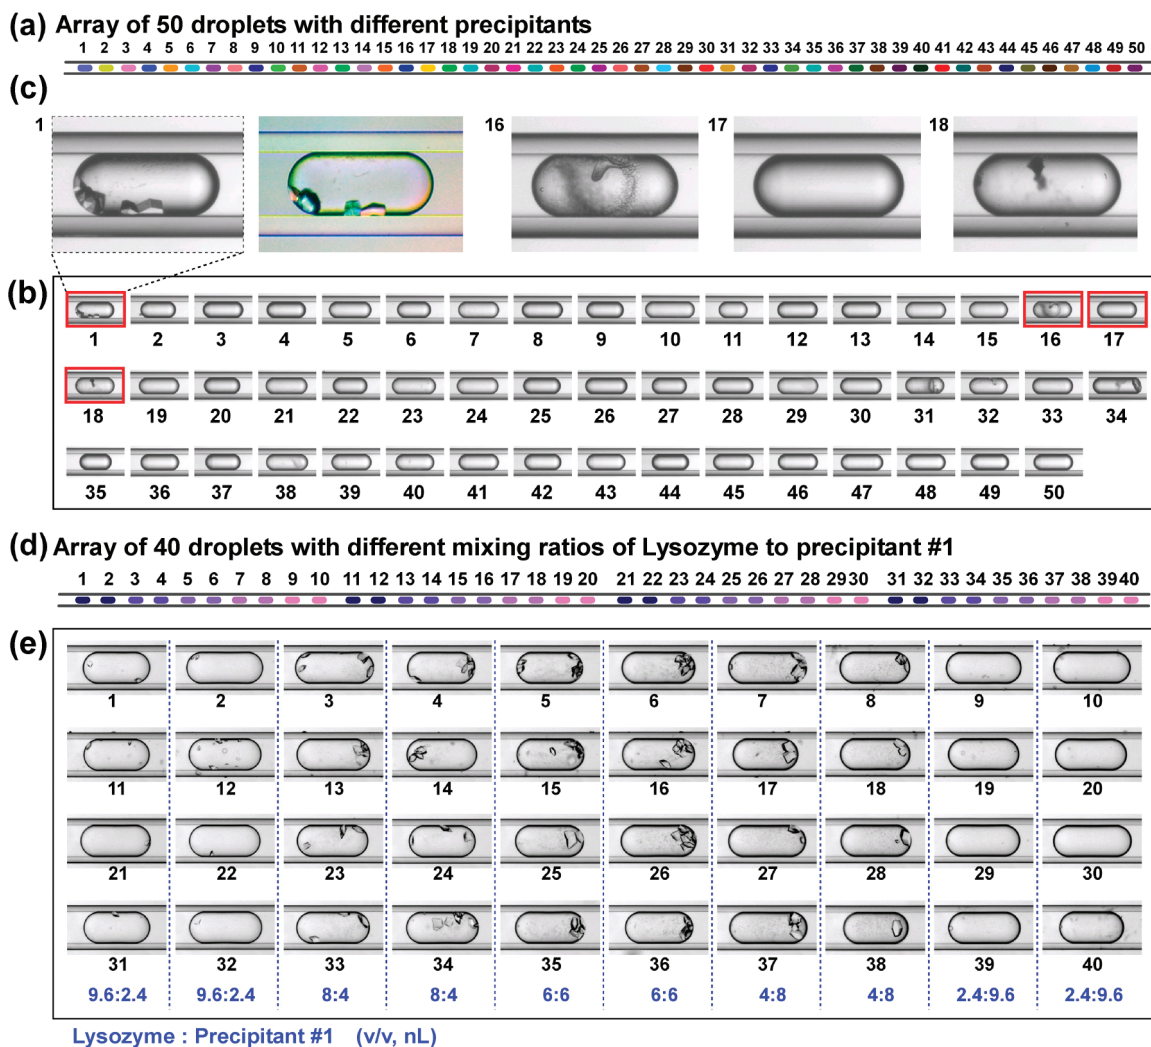 (a) Array of 50 droplets with different precipitants
1 2 3 4 5 6 7 8 9 10 11 12 13 14 15 16 17 18 19 20 21 22 23 24 25 26 27 28 29 30 31 32 33 34 35 36 37 38 39 40 41 42 43 44 45 46 47 48 49 50
(c)
1 16 17 18
(b)
1 2 3 4 5 6 7 8 9 10 11 12 13 14 15 16 17
18 19 20 21 22 23 24 25 26 27 28 29 30 31 32 33 34
35 36 37 38 39 40 41 42 43 44 45 46 47 48 49 50
(d) Array of 40 droplets with different mixing ratios of Lysozyme to precipitant #1
1 2 3 4 5 6 7 8 9 10 11 12 13 14 15 16 17 18 19 20 21 22 23 24 25 26 27 28 29 30 31 32 33 34 35 36 37 38 39 40
(e)
1 2 3 4 5 6 7 8 9 10
11 12 13 14 15 16 17 18 19 20
21 22 23 24 25 26 27 28 29 30
31 32 33 34 35 36 37 38 39 40
9.6:2.4 9.6:2.4 8:4 8:4 6:6 6:6 4:8 4:8 2.4:9.6 2.4:9.6
Lysozyme : Precipitant #1 (v/v, nL)